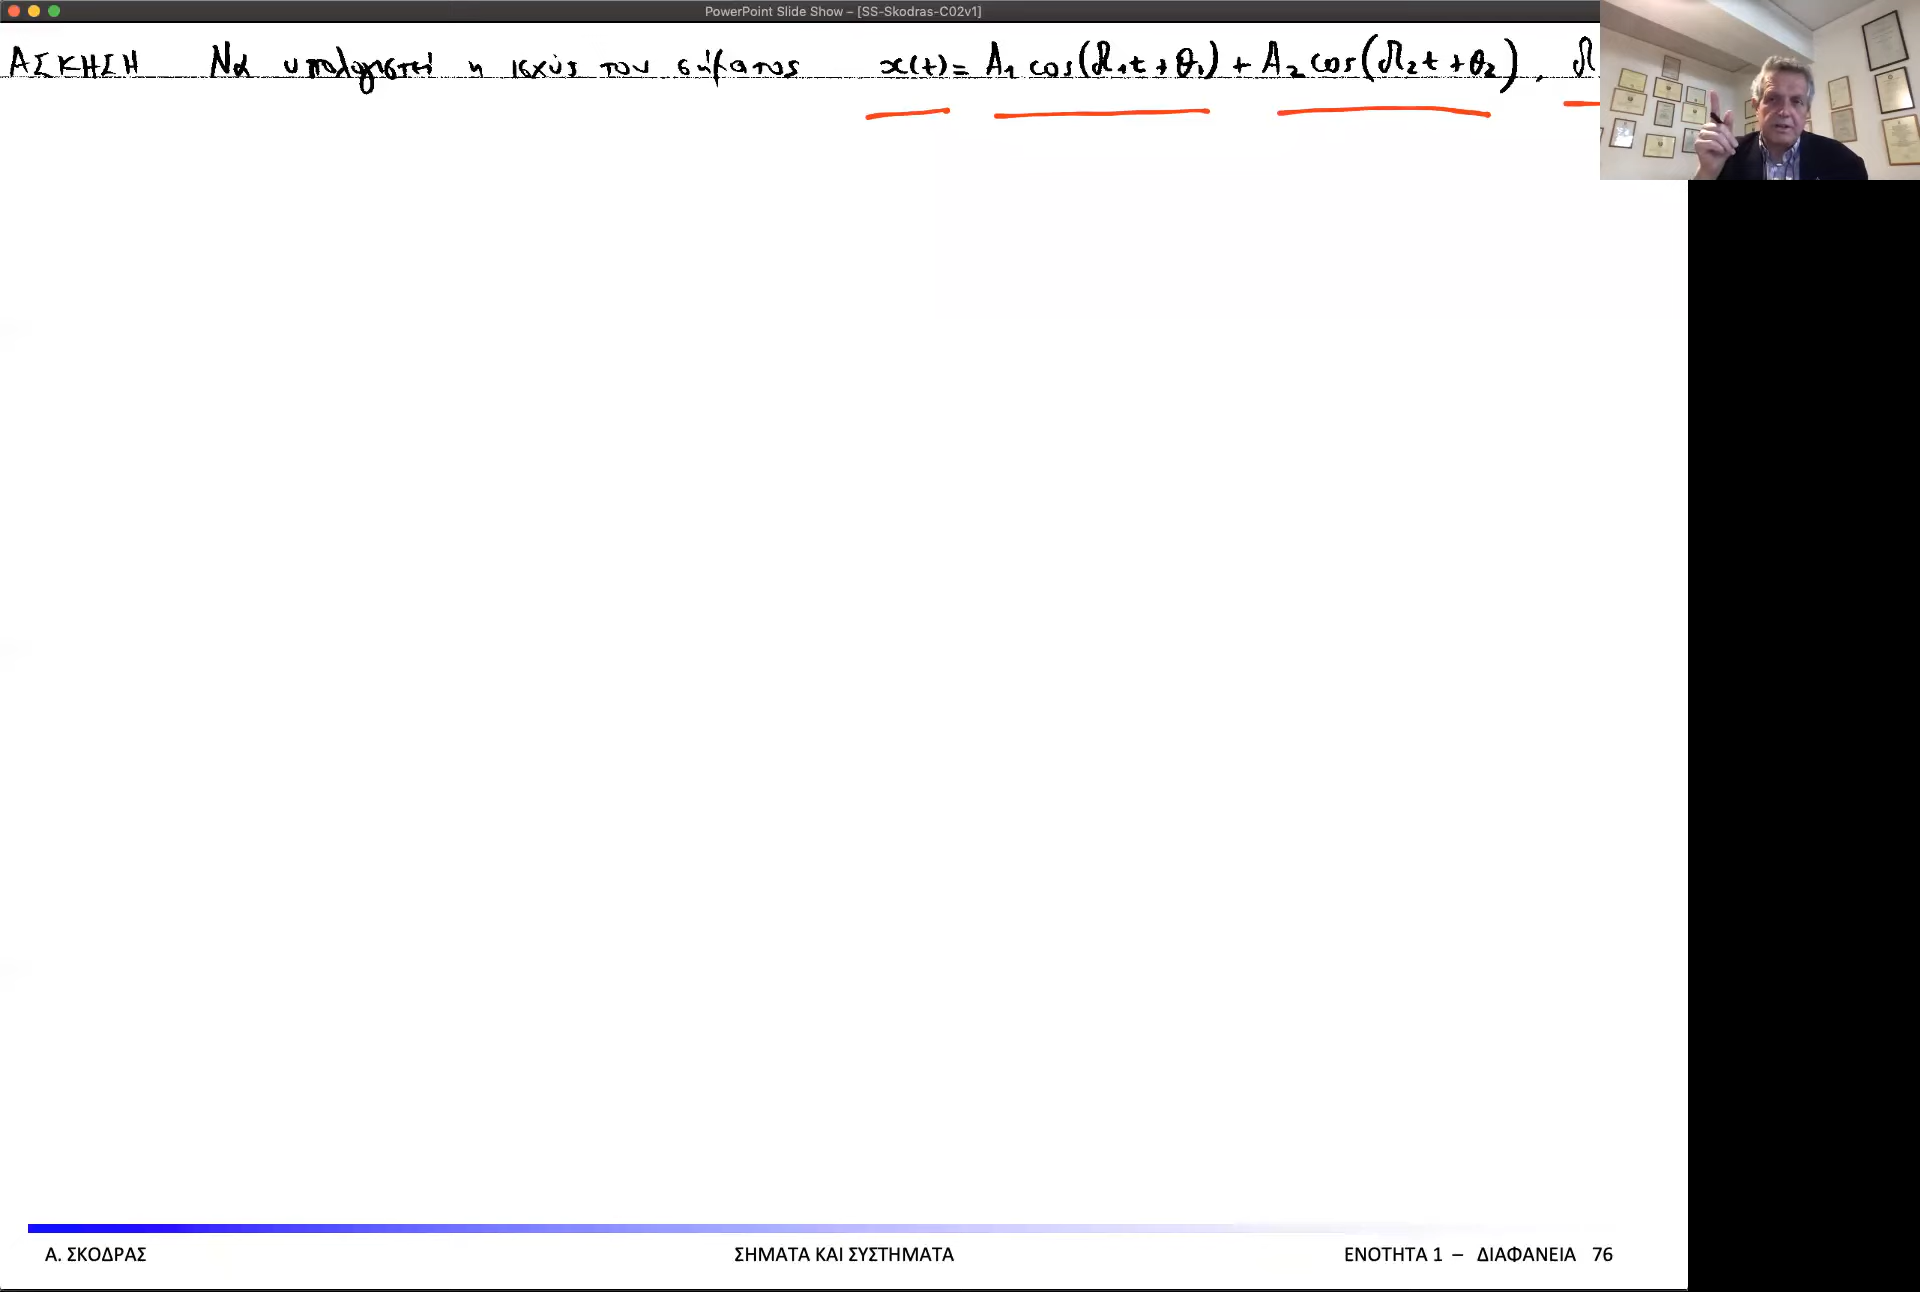 PowerPoint Slide Show – [SS-Skodras-C02v1]
ΑΣΚΗΣΗ Να υπολογιστεί η ισχύς του σήματος x(t)= A₁ cos(Ω₁t+θ₁) + A₂ cos(Ω₂t+θ₂), Ω
Α. ΣΚΟΔΡΑΣ ΣΗΜΑΤΑ ΚΑΙ ΣΥΣΤΗΜΑΤΑ ΕΝΟΤΗΤΑ 1 – ΔΙΑΦΑΝΕΙΑ 76